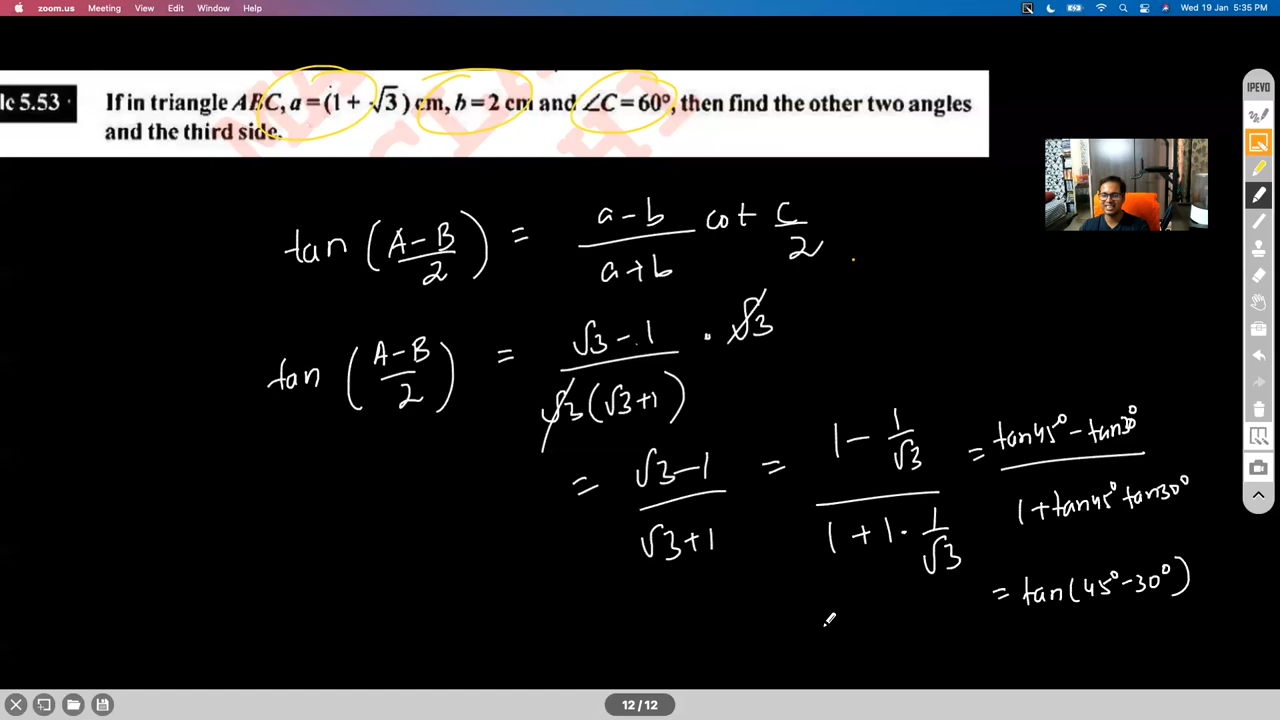 zoom.us Meeting View Edit Window Help Wed 19 Jan 5:35 PM
IPEVO
le 5.53 If in triangle ABC, a = (1 + √3) cm, b = 2 cm and ∠C = 60°, then find the other two angles
and the third side.
tan (A-B/2) = a-b/a+b cot C/2
tan (A-B/2) = √3-1/√3(√3+1) · √3
= √3-1/√3+1 = 1 - 1/√3 / 1 + 1 · 1/√3 = tan45° - tan30° / 1 + tan45° tan30°
= tan(45°-30°)
12 / 12